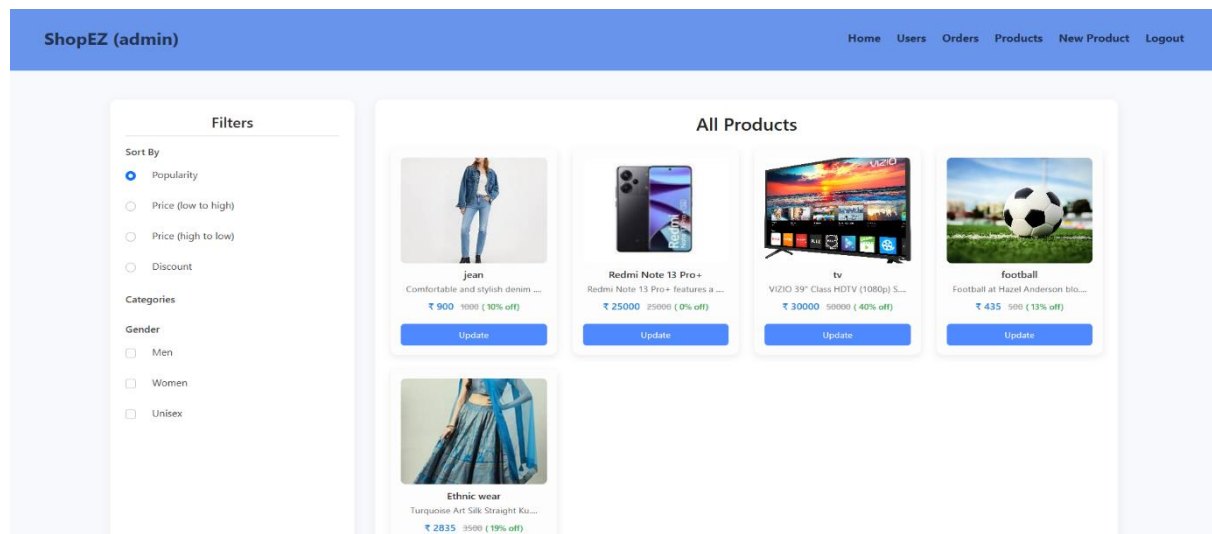 ShopEZ (admin)
Home Users Orders Products New Product Logout
Filters
Sort By
Popularity
Price (low to high)
Price (high to low)
Discount
Categories
Gender
Men
Women
Unisex
All Products
jean
Comfortable and stylish denim ....
₹ 900 1000 ( 10% off)
Update
Redmi
Redmi Note 13 Pro+
Redmi Note 13 Pro+ features a ....
₹ 25000 25000 ( 0% off)
Update
VIZIO
tv
VIZIO 39" Class HDTV (1080p) S....
₹ 30000 50000 ( 40% off)
Update
football
Football at Hazel Anderson blo....
₹ 435 500 ( 13% off)
Update
Ethnic wear
Turquoise Art Silk Straight Ku....
₹ 2835 3500 ( 19% off)